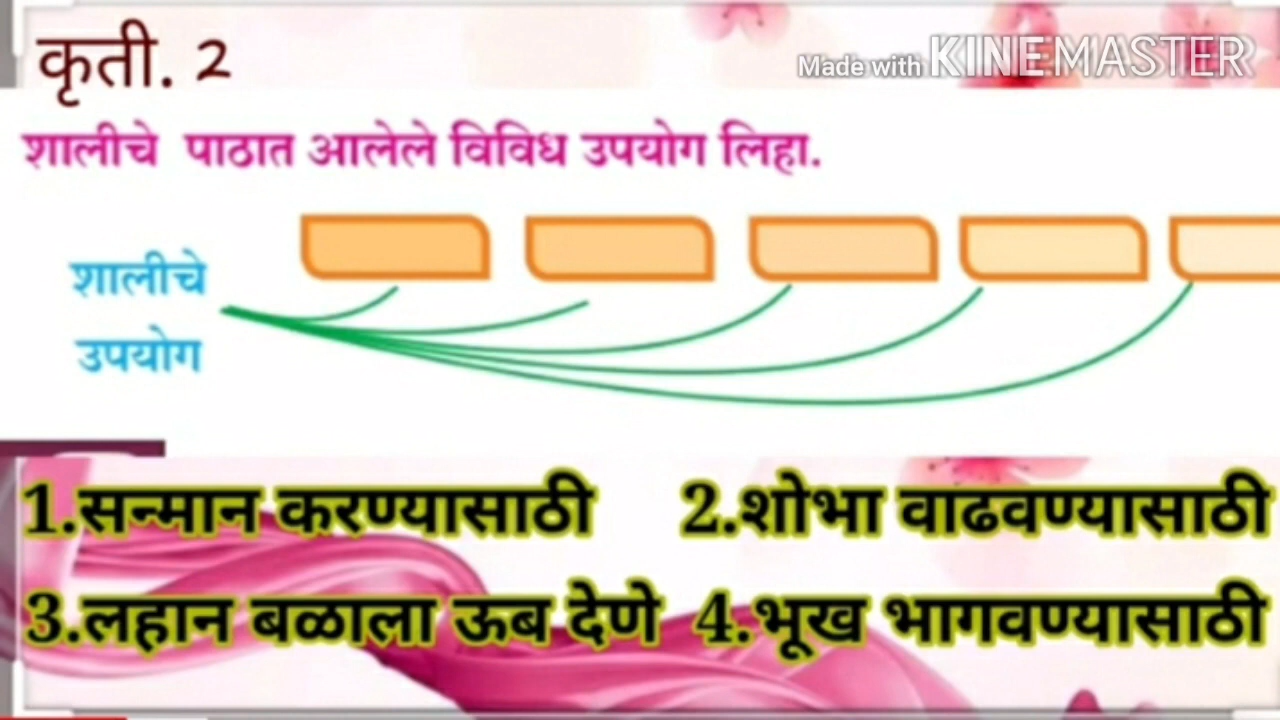 कृती. 2
Made with KINEMASTER
शालीचे पाठात आलेले विविध उपयोग लिहा.
शालीचे
उपयोग
1.सन्मान करण्यासाठी 2.शोभा वाढवण्यासाठी
3.लहान बळाला ऊब देणे 4.भूख भागवण्यासाठी